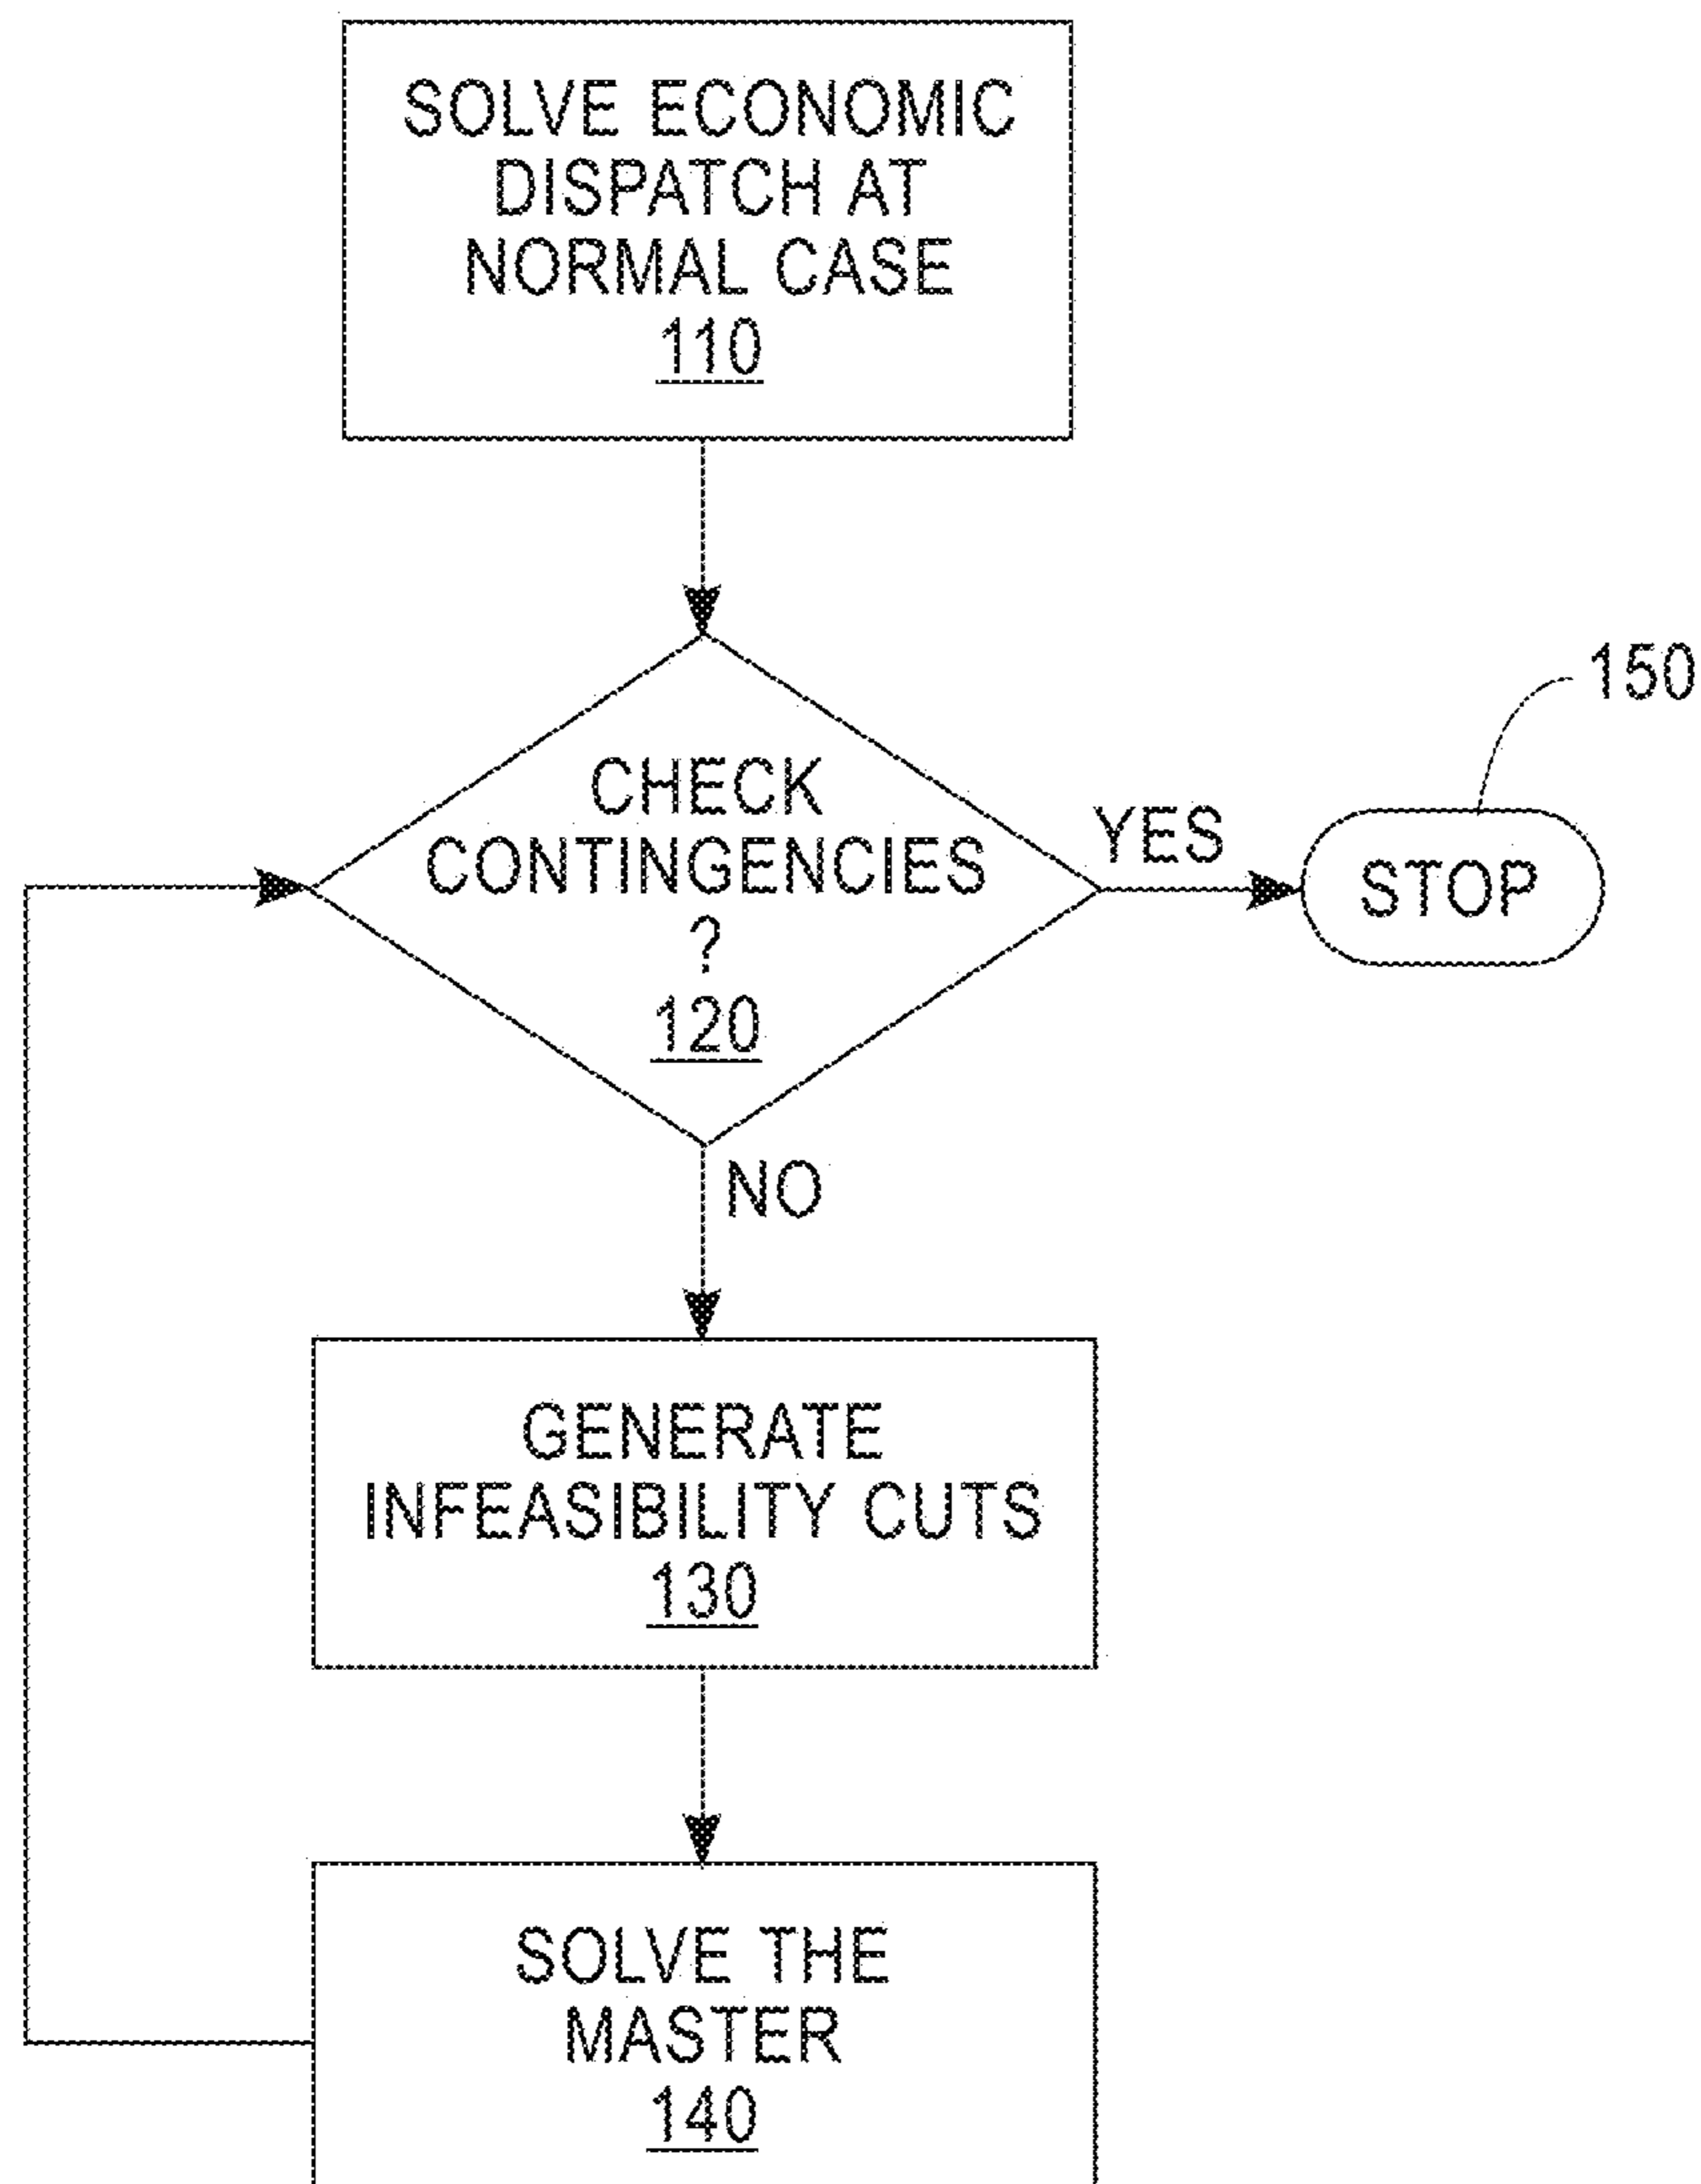 SOLVE ECONOMIC
DISPATCH AT
NORMAL CASE
110
150
CHECK
CONTINGENCIES
?
120
YES
STOP
NO
GENERATE
INFEASIBILITY CUTS
130
SOLVE THE
MASTER
140